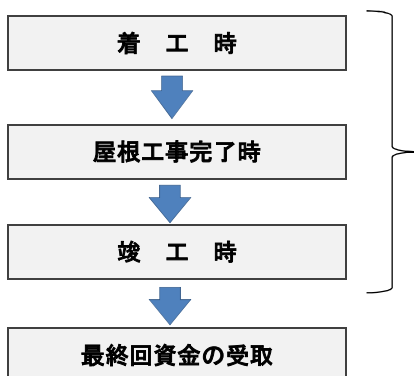 着　工　時
屋根工事完了時
竣　工　時
最終回資金の受取